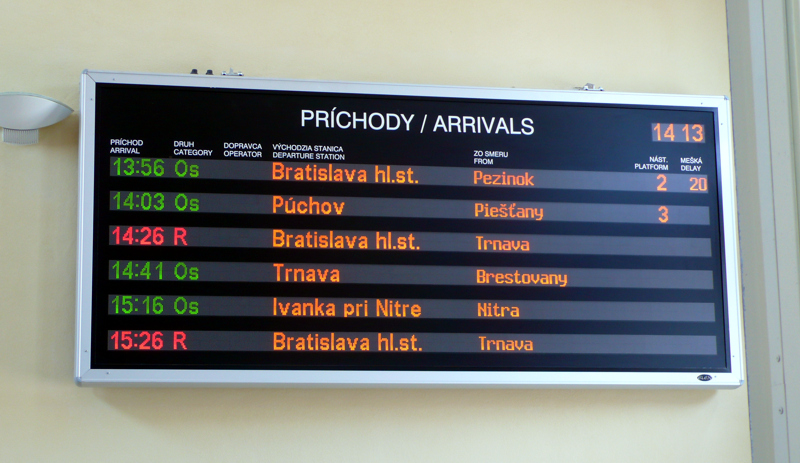 PRÍCHODY / ARRIVALS
14 13
PRÍCHOD DRUH DOPRAVCA VÝCHODZIA STANICA ZO SMERU NÁST. MEŠKÁ
ARRIVAL CATEGORY OPERATOR DEPARTURE STATION FROM PLATFORM DELAY
13:56 Os Bratislava hl.st. Pezinok 2 20
14:03 Os Púchov Piešťany 3
14:26 R Bratislava hl.st. Trnava
14:41 Os Trnava Brestovany
15:16 Os Ivanka pri Nitre Nitra
15:26 R Bratislava hl.st. Trnava